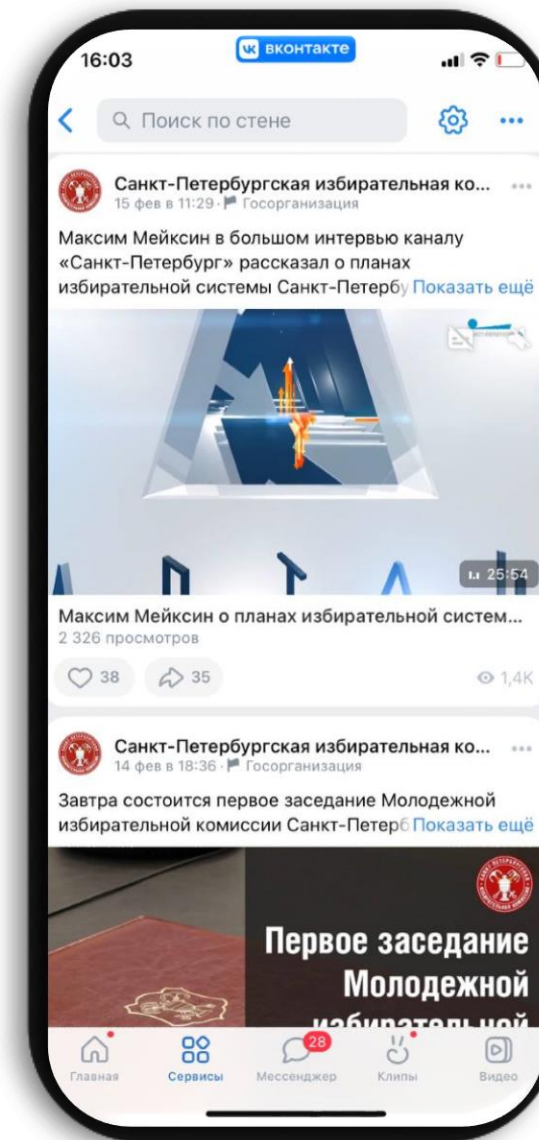 16:03
вконтакте
Поиск по стене
Санкт-Петербургская избирательная ко...
15 фев в 11:29 · Госорганизация
Максим Мейксин в большом интервью каналу
«Санкт-Петербург» рассказал о планах
избирательной системы Санкт-Петербу Показать ещё
25:54
Максим Мейксин о планах избирательной систем...
2 326 просмотров
38 35 1,4K
Санкт-Петербургская избирательная ко...
14 фев в 18:36 · Госорганизация
Завтра состоится первое заседание Молодежной
избирательной комиссии Санкт-Петерб Показать ещё
Первое заседание
Молодежной
избирательной
28
Главная Сервисы Мессенджер Клипы Видео